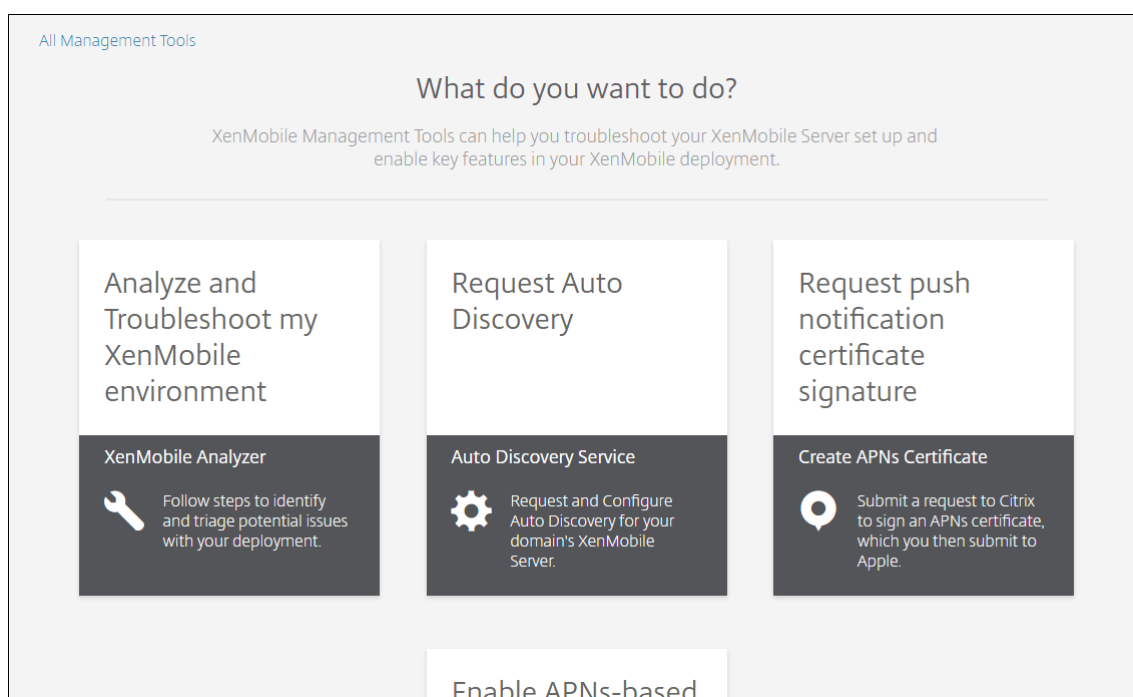 All Management Tools
What do you want to do?
XenMobile Management Tools can help you troubleshoot your XenMobile Server set up and
enable key features in your XenMobile deployment.
Analyze and
Troubleshoot my
XenMobile
environment
XenMobile Analyzer
Follow steps to identify
and triage potential issues
with your deployment.
Request Auto
Discovery
Auto Discovery Service
Request and Configure
Auto Discovery for your
domain's XenMobile
Server.
Request push
notification
certificate
signature
Create APNs Certificate
Submit a request to Citrix
to sign an APNs certificate,
which you then submit to
Apple.
Enable APNs-based